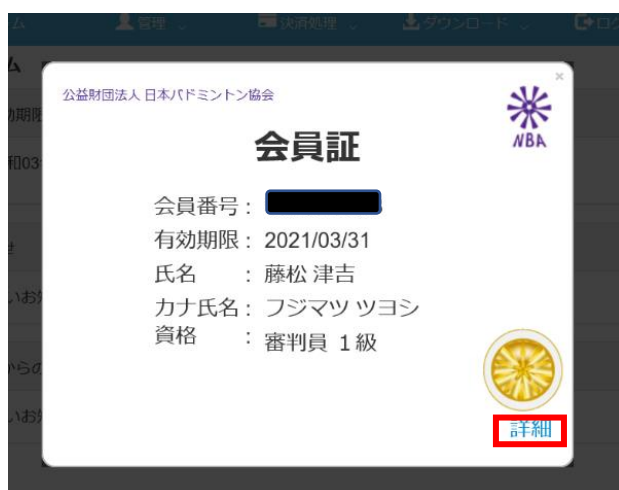 管理
決済処理
ダウンロード
ログ
公益財団法人 日本バドミントン協会
NBA
×
会員証
会員番号：
有効期限： 2021/03/31
氏名　　： 藤松 津吉
カナ氏名： フジマツ ツヨシ
資格　　： 審判員 1級
詳細